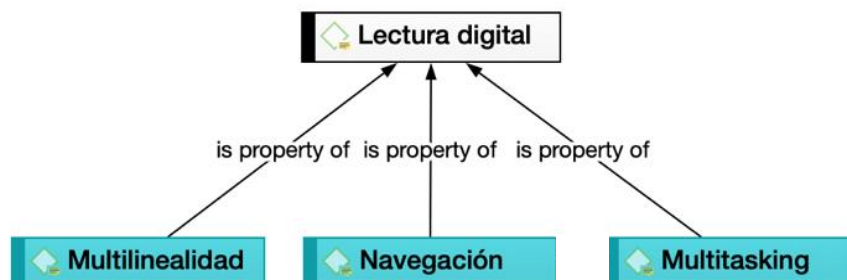 Lectura digital
is property of is property of is property of
Multilinealidad Navegación Multitasking